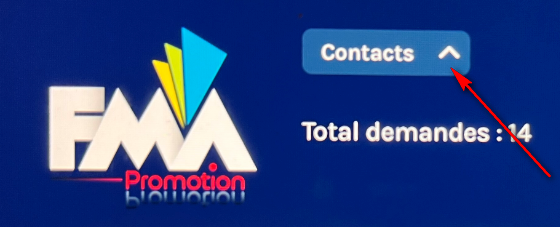 FMA
Promotion
Contacts
Total demandes : 14